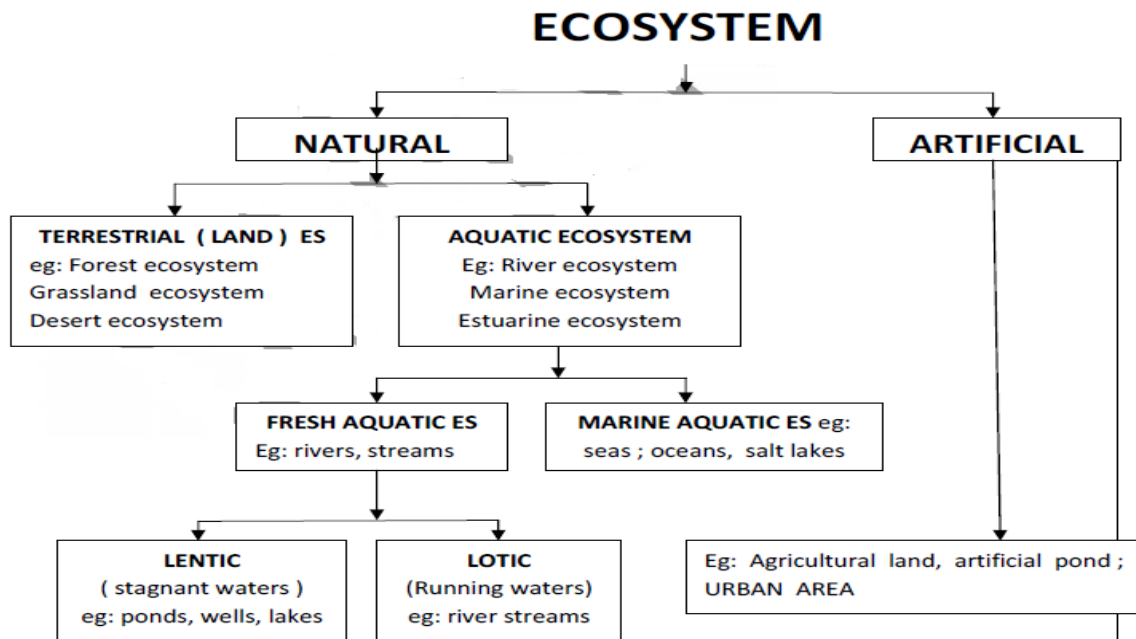 ECOSYSTEM
NATURAL
ARTIFICIAL
TERRESTRIAL ( LAND ) ES
eg: Forest ecosystem
Grassland ecosystem
Desert ecosystem
AQUATIC ECOSYSTEM
Eg: River ecosystem
Marine ecosystem
Estuarine ecosystem
FRESH AQUATIC ES
Eg: rivers, streams
MARINE AQUATIC ES eg:
seas ; oceans, salt lakes
LENTIC
( stagnant waters )
eg: ponds, wells, lakes
LOTIC
(Running waters)
eg: river streams
Eg: Agricultural land, artificial pond ;
URBAN AREA